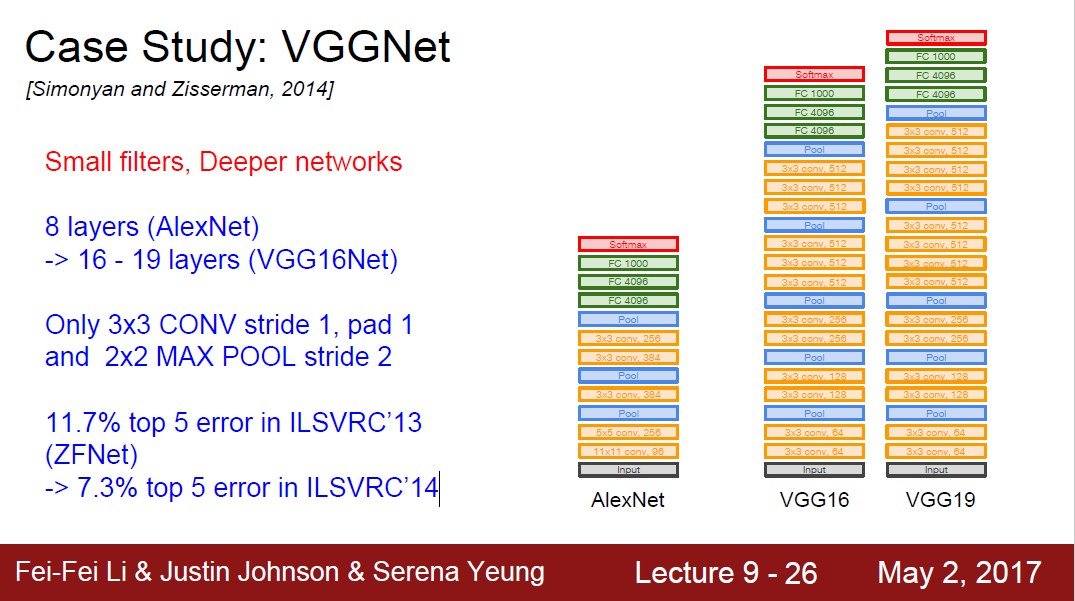 Case Study: VGGNet
[Simonyan and Zisserman, 2014]
Small filters, Deeper networks
8 layers (AlexNet)
-> 16 - 19 layers (VGG16Net)
Only 3x3 CONV stride 1, pad 1
and 2x2 MAX POOL stride 2
11.7% top 5 error in ILSVRC’13
(ZFNet)
-> 7.3% top 5 error in ILSVRC’14
Softmax
FC 1000
FC 4096
FC 4096
Pool
3x3 conv, 256
3x3 conv, 384
Pool
3x3 conv, 384
Pool
5x5 conv, 256
11x11 conv, 96
Input
AlexNet
Softmax
FC 1000
FC 4096
FC 4096
Pool
3x3 conv, 512
3x3 conv, 512
3x3 conv, 512
Pool
3x3 conv, 512
3x3 conv, 512
3x3 conv, 512
Pool
3x3 conv, 256
3x3 conv, 256
Pool
3x3 conv, 128
3x3 conv, 128
Pool
3x3 conv, 64
3x3 conv, 64
Input
VGG16
Softmax
FC 1000
FC 4096
FC 4096
Pool
3x3 conv, 512
3x3 conv, 512
3x3 conv, 512
3x3 conv, 512
Pool
3x3 conv, 512
3x3 conv, 512
3x3 conv, 512
3x3 conv, 512
Pool
3x3 conv, 256
3x3 conv, 256
Pool
3x3 conv, 128
3x3 conv, 128
Pool
3x3 conv, 64
3x3 conv, 64
Input
VGG19
Fei-Fei Li & Justin Johnson & Serena Yeung
Lecture 9 - 26
May 2, 2017